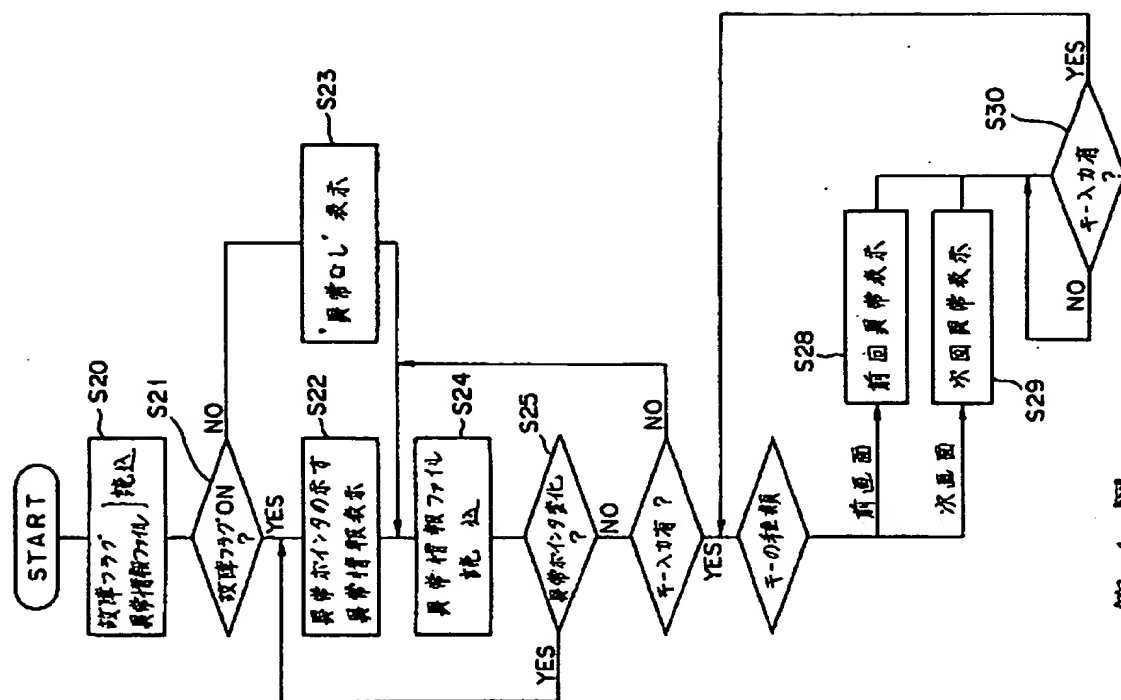 START
S20
故障フラグ
異常情報ファイル
読込
S21
故障フラグON
?
NO
YES
S23
'異常なし' 表示
S22
異常ポインタの示す
異常情報表示
S24
異常情報ファイル
読込
S25
異常ポインタ変化
?
YES
NO
キー入力有?
NO
YES
キーの種類
前画面
次画面
S28
前回異常表示
次回異常表示
S29
S30
キー入力有
?
NO
YES